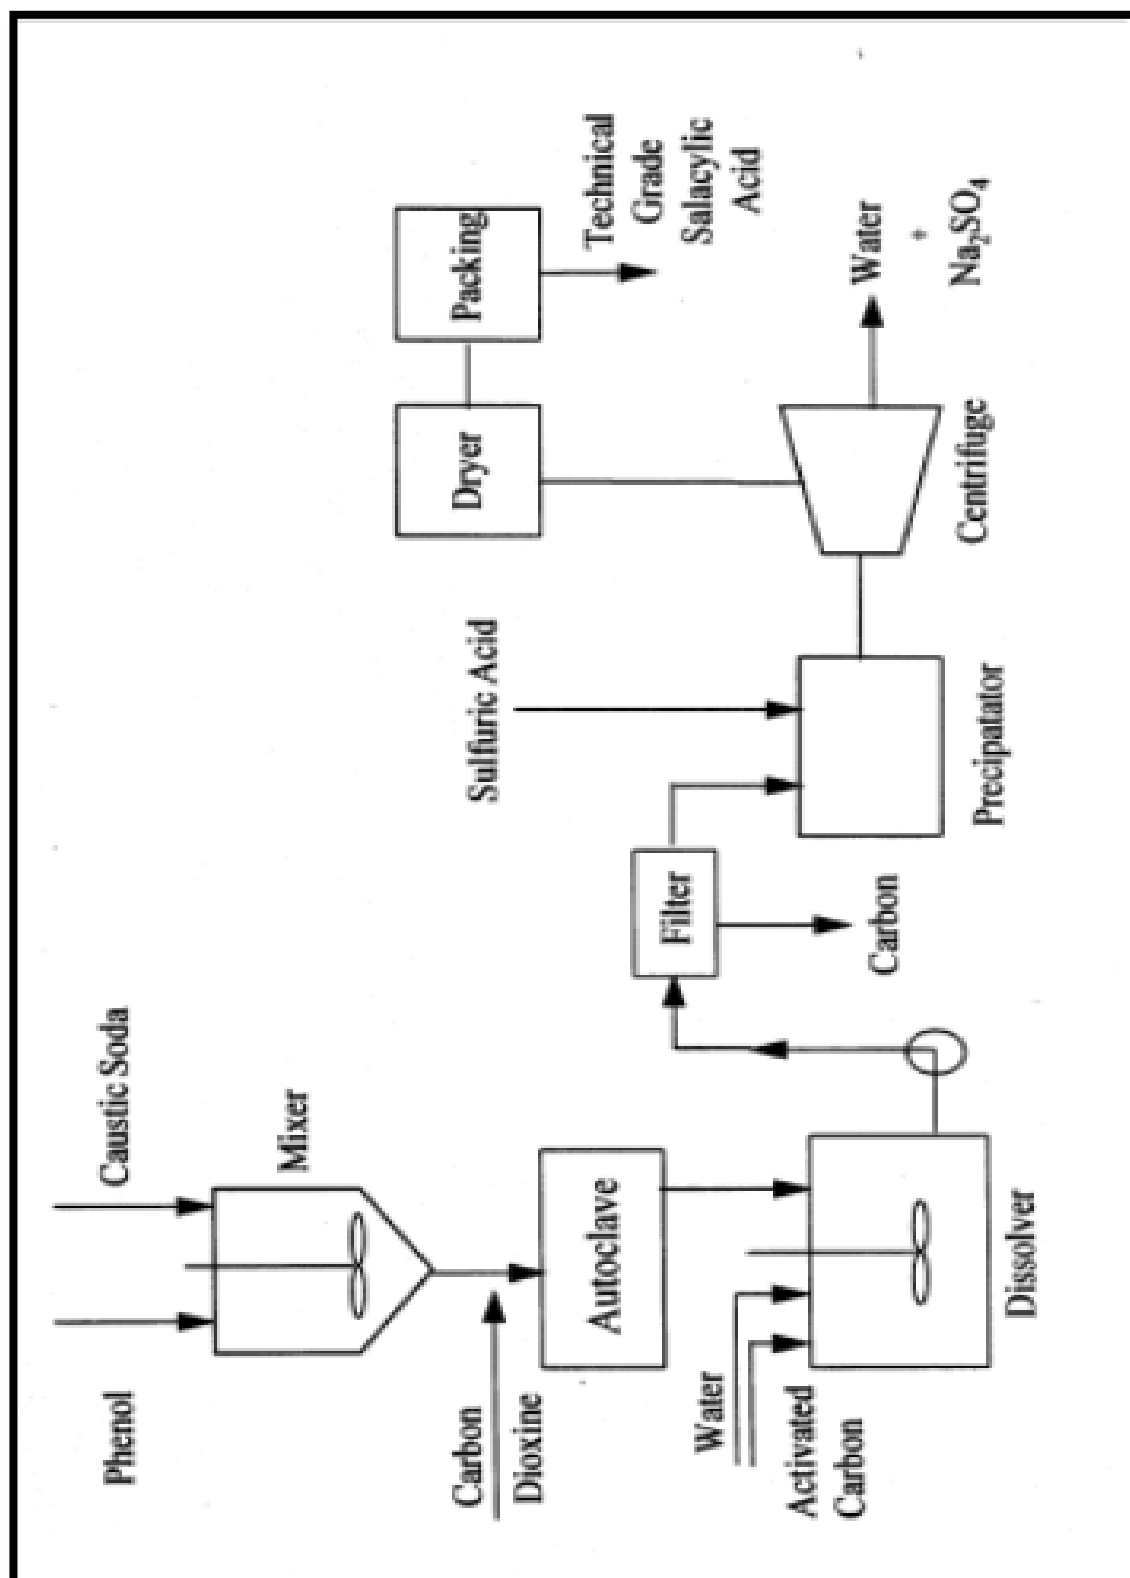 Phenol
Caustic Soda
Mixer
Carbon
Dioxine
Autoclave
Water
Activated
Carbon
Dissolver
Filter
Carbon
Sulfuric Acid
Precipatator
Centrifuge
Water
+
Na₂SO₄
Dryer
Packing
Technical
Grade
Salacylic
Acid